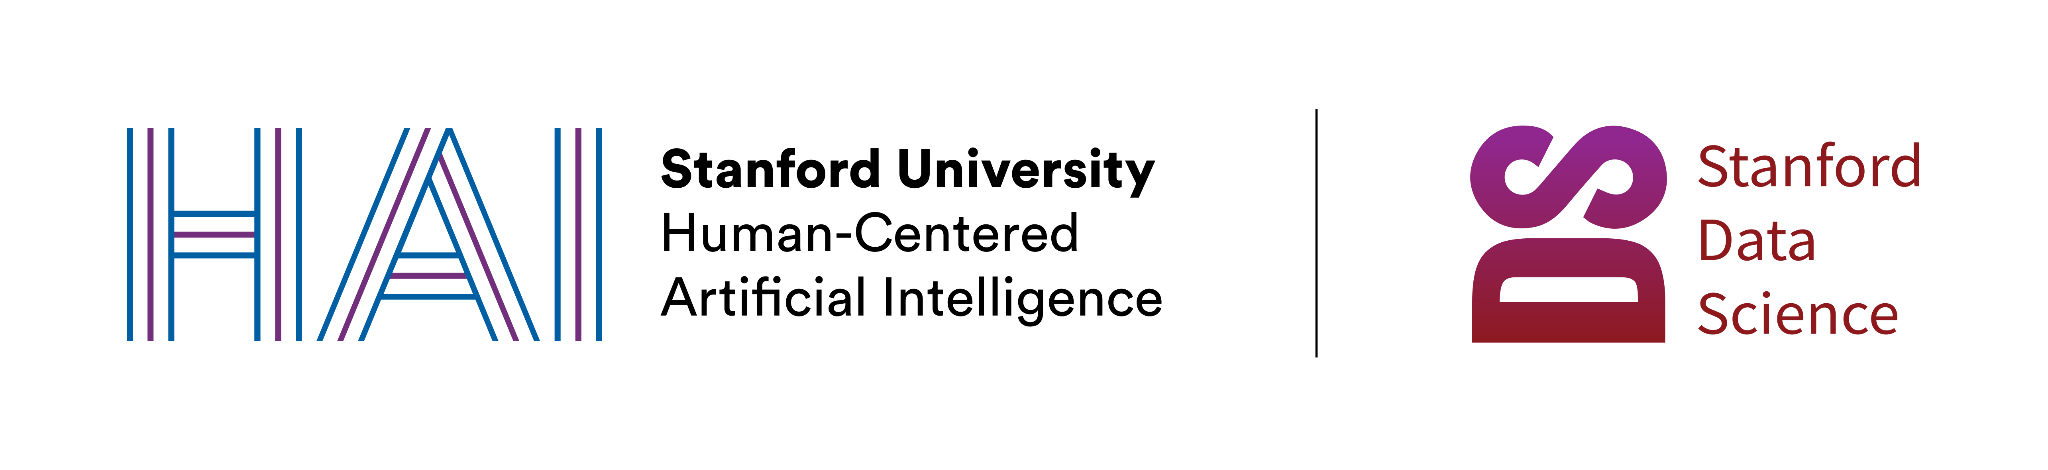 HAI
Stanford University
Human-Centered
Artificial Intelligence
DS
Stanford
Data
Science